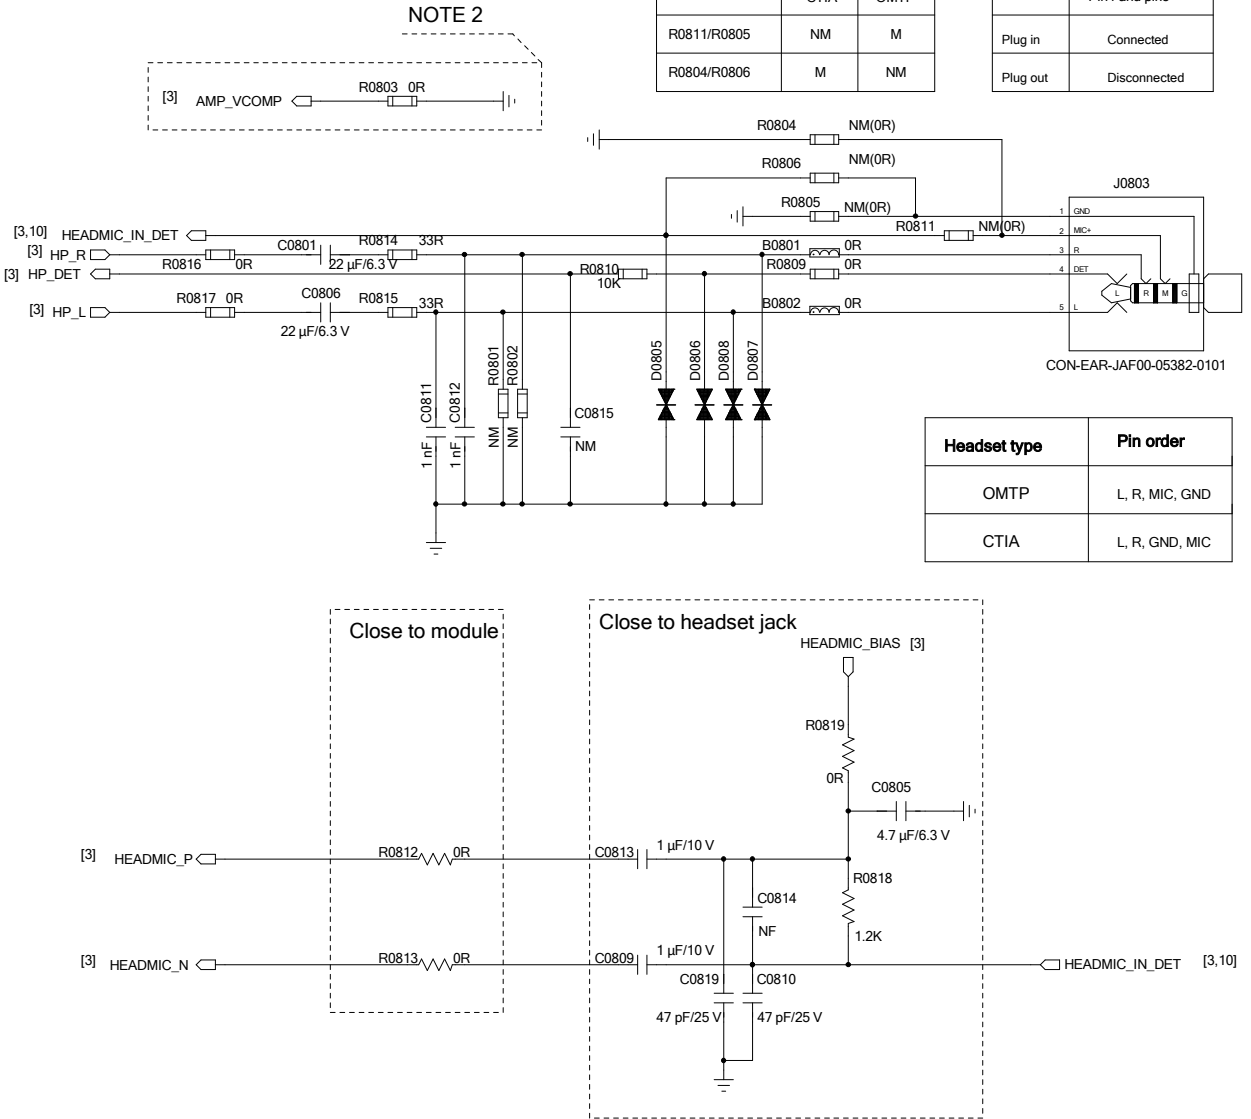 NOTE 2
R0811/R0805 NM M
R0804/R0806 M NM
Plug in Connected
Plug out Disconnected
[3] AMP_VCOMP R0803 0R
R0804 NM(0R)
R0806 NM(0R)
R0805 NM(0R)
R0811 NM(0R)
J0803
1 GND
2 MIC+
3 R
4 DET
5 L
L R M G
CON-EAR-JAF00-05382-0101
[3,10] HEADMIC_IN_DET
[3] HP_R R0816 0R C0801 22 µF/6.3 V R0814 33R B0801 0R
[3] HP_DET R0810 10K R0809 0R
[3] HP_L R0817 0R C0806 22 µF/6.3 V R0815 33R B0802 0R
C0811 1 nF
C0812 1 nF
R0801 NM
R0802 NM
C0815 NM
D0805
D0806
D0808
D0807
Headset type Pin order
OMTP L, R, MIC, GND
CTIA L, R, GND, MIC
Close to module
Close to headset jack
HEADMIC_BIAS [3]
R0819
0R
C0805
4.7 µF/6.3 V
[3] HEADMIC_P R0812 0R C0813 1 µF/10 V
R0818
1.2K
C0814
NF
[3] HEADMIC_N R0813 0R C0809 1 µF/10 V
HEADMIC_IN_DET [3,10]
C0819 C0810
47 pF/25 V 47 pF/25 V